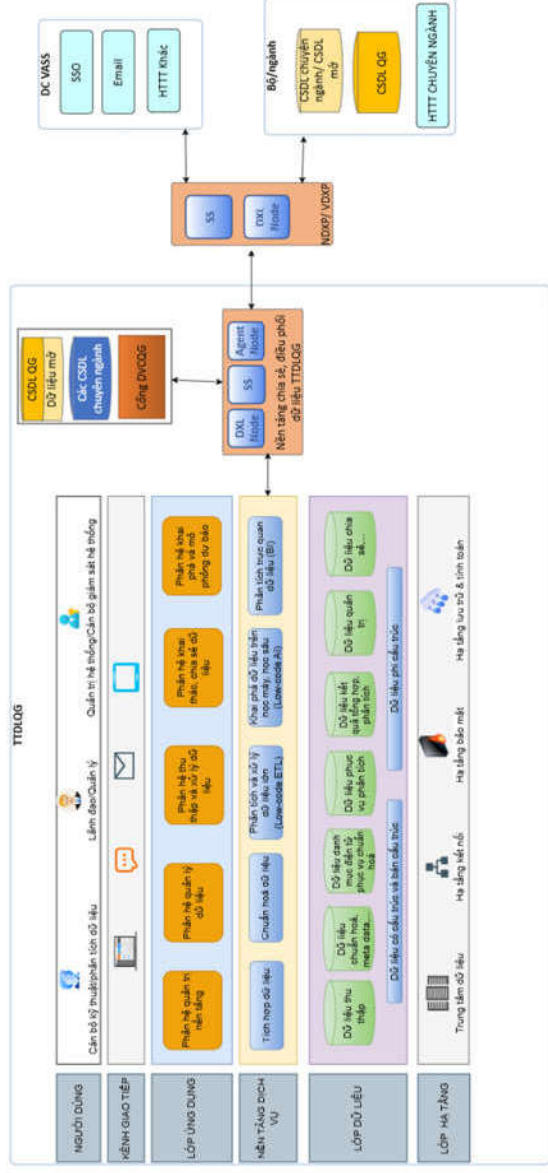 TTDLQG
NGƯỜI DÙNG
Cán bộ kỹ thuật/phân tích dữ liệu
Lãnh đạo/Quản lý
Quản trị hệ thống/Cán bộ giám sát hệ thống
KÊNH GIAO TIẾP
LỚP ỨNG DỤNG
Phân hệ quản trị
nền tảng
Phân hệ quản lý
dữ liệu
Phân hệ thu
thập và xử lý dữ
liệu
Phân hệ khai
thác, chia sẻ dữ
liệu
Phân hệ khai
phá và mô
phỏng dự báo
NỀN TẢNG DỊCH
VỤ
Tích hợp dữ liệu
Chuẩn hoá dữ liệu
Phân tích và xử lý
dữ liệu lớn
(Low-code ETL)
Khai phá dữ liệu trên
học máy, học sâu
(Low-code AI)
Phân tích trực quan
dữ liệu (BI)
LỚP DỮ LIỆU
Dữ liệu thu
thập
Dữ liệu
chuẩn hoá,
meta data...
Dữ liệu danh
mục điện tử
phục vụ chuẩn
hoá
Dữ liệu phục
vụ phân tích
Dữ liệu kết
quả tổng hợp,
phân tích
Dữ liệu quản
trị
Dữ liệu chia
sẻ....
Dữ liệu có cấu trúc và bán cấu trúc
Dữ liệu phi cấu trúc
LỚP HẠ TẦNG
Trung tâm dữ liệu
Hạ tầng kết nối
Hạ tầng bảo mật
Hạ tầng lưu trữ & tính toán
CSDL QG
Dữ liệu mở
Các CSDL
chuyên ngành
Cổng DVCQG
DXL
Node
SS
Agent
Node
Nền tảng chia sẻ, điều phối
dữ liệu TTDLQG
SS
DXL
Node
NDXP/ VDXP
DC VASS
SSO
Email
HTTT Khác
Bộ/ngành
CSDL chuyên
ngành/ CSDL
mở
CSDL QG
HTTT CHUYÊN NGÀNH